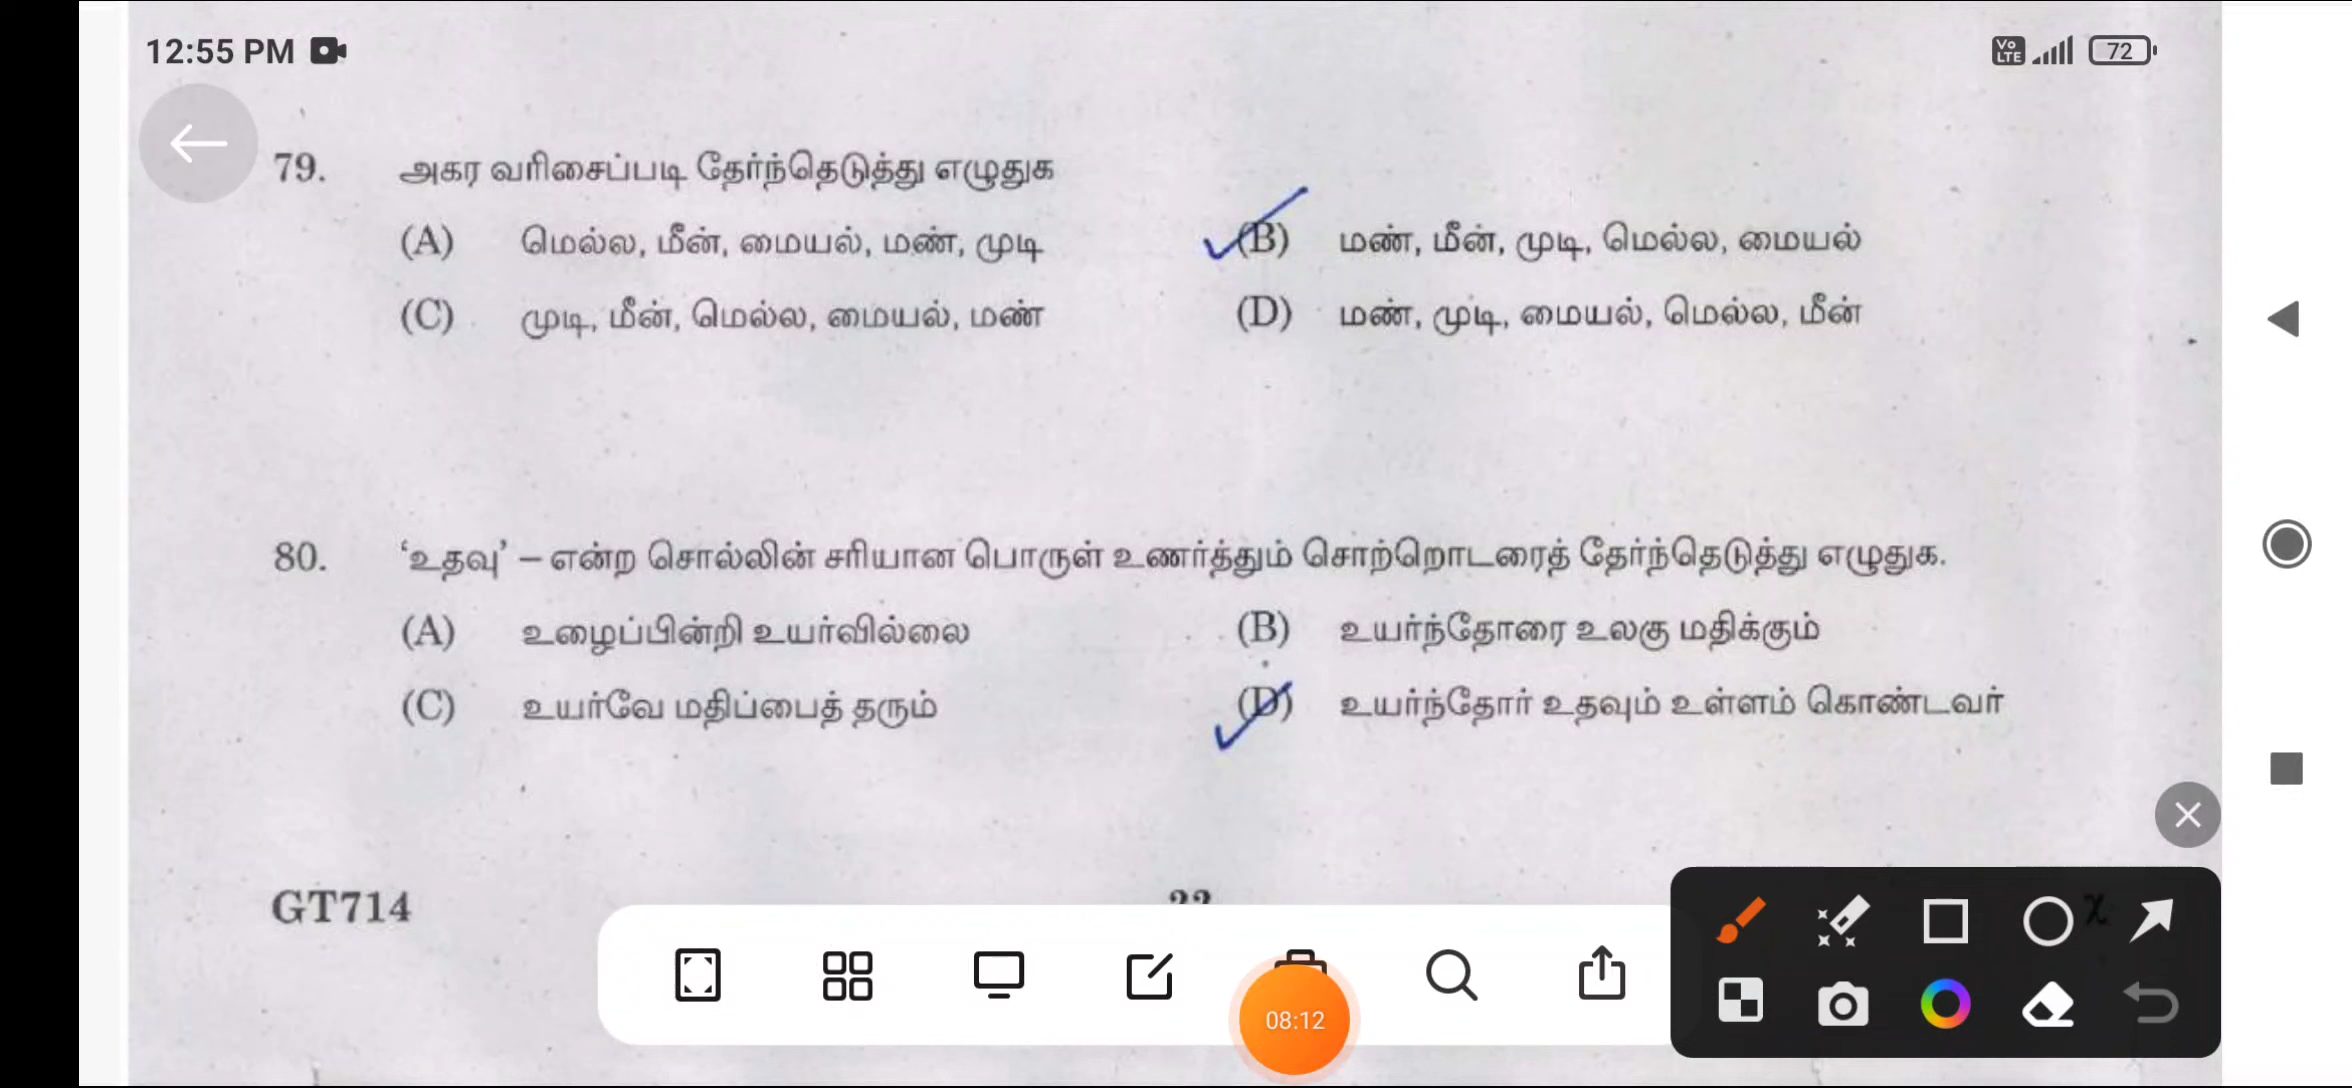 12:55 PM
Vo LTE 72
79. அகர வரிசைப்படி தேர்ந்தெடுத்து எழுதுக
(A) மெல்ல, மீன், மையல், மண், முடி (B) மண், மீன், முடி, மெல்ல, மையல்
(C) முடி, மீன், மெல்ல, மையல், மண் (D) மண், முடி, மையல், மெல்ல, மீன்
80. ‘உதவு’ – என்ற சொல்லின் சரியான பொருள் உணர்த்தும் சொற்றொடரைத் தேர்ந்தெடுத்து எழுதுக.
(A) உழைப்பின்றி உயர்வில்லை (B) உயர்ந்தோரை உலகு மதிக்கும்
(C) உயர்வே மதிப்பைத் தரும் (D) உயர்ந்தோர் உதவும் உள்ளம் கொண்டவர்
GT714
08:12